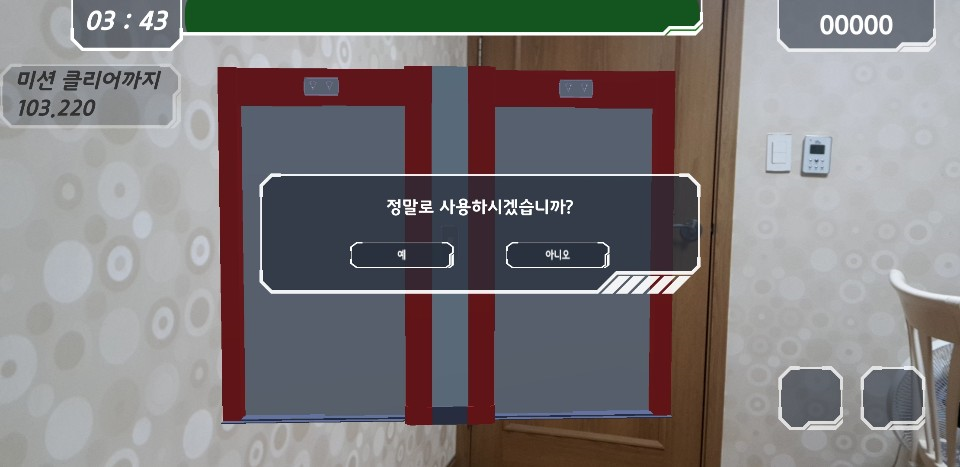 03 : 43
00000
미션 클리어까지
103.220
정말로 사용하시겠습니까?
예
아니오